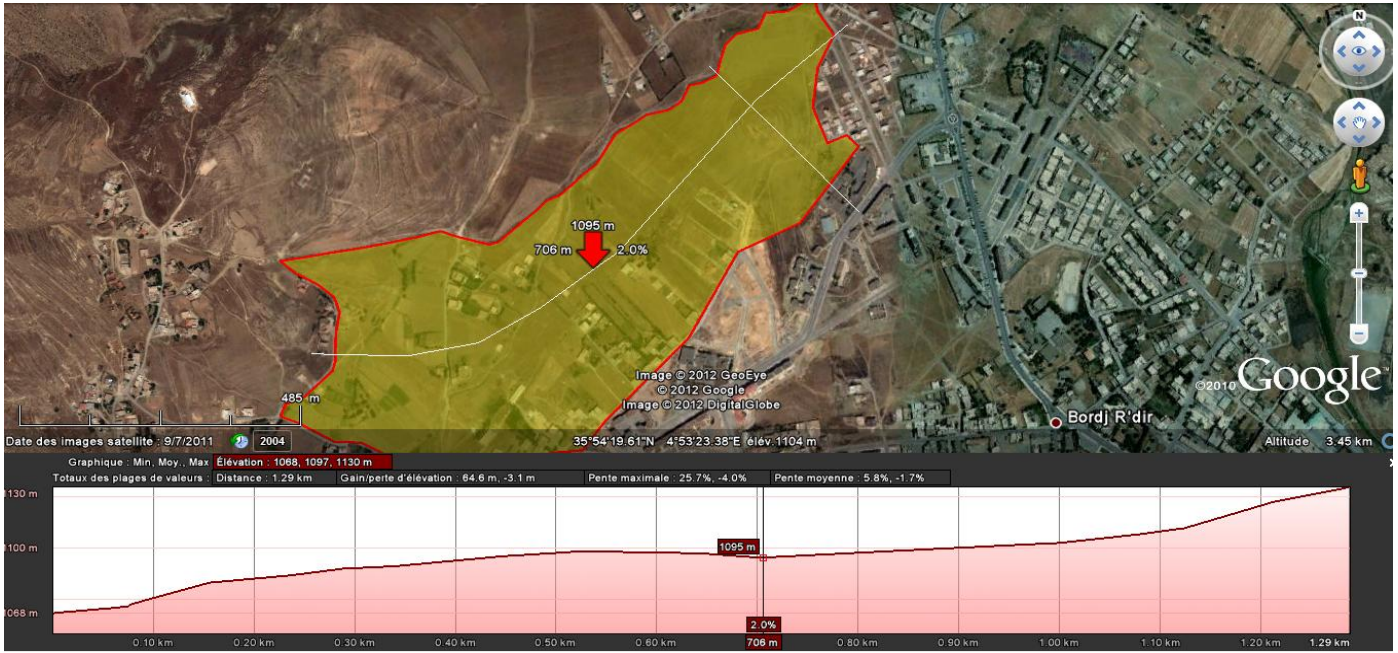 N
1095 m
706 m 2.0%
Image © 2012 GeoEye
© 2012 Google
Image © 2012 DigitalGlobe
©2010 Google™
485 m
Bordj R'dir
Date des images satellite : 9/7/2011 2004 35°54'19.61"N 4°53'23.38"E élév. 1104 m Altitude 3.45 km
Graphique : Min, Moy., Max Élévation : 1068, 1097, 1130 m
Totaux des plages de valeurs : Distance : 1.29 km Gain/perte d'élévation : 64.6 m, -3.1 m Pente maximale : 25.7%, -4.0% Pente moyenne : 5.8%, -1.7%
1130 m
1100 m
1095 m
1068 m
2.0%
0.10 km 0.20 km 0.30 km 0.40 km 0.50 km 0.60 km 706 m 0.80 km 0.90 km 1.00 km 1.10 km 1.20 km 1.29 km